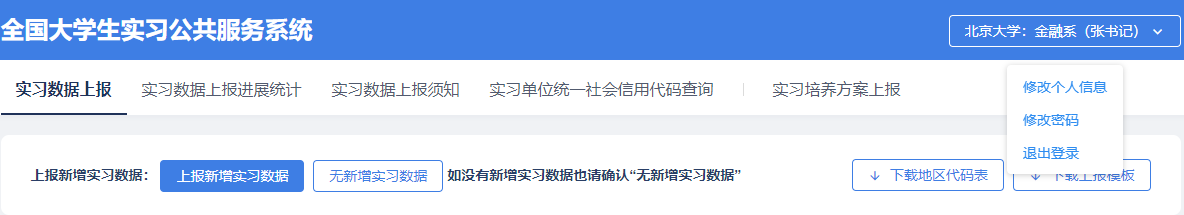 全国大学生实习公共服务系统
北京大学：金融系（张书记）
实习数据上报 实习数据上报进展统计 实习数据上报须知 实习单位统一社会信用代码查询 实习培养方案上报
修改个人信息
修改密码
退出登录
上报新增实习数据： 上报新增实习数据 无新增实习数据 如没有新增实习数据也请确认“无新增实习数据” 下载地区代码表 下载上报模板